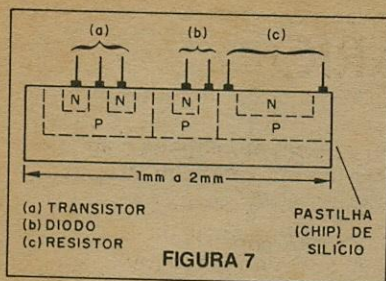 (a) (b) (c)
N N N N
P P P
1mm a 2mm
(a) TRANSISTOR
(b) DIODO
(c) RESISTOR
PASTILHA
(CHIP) DE
SILÍCIO
FIGURA 7